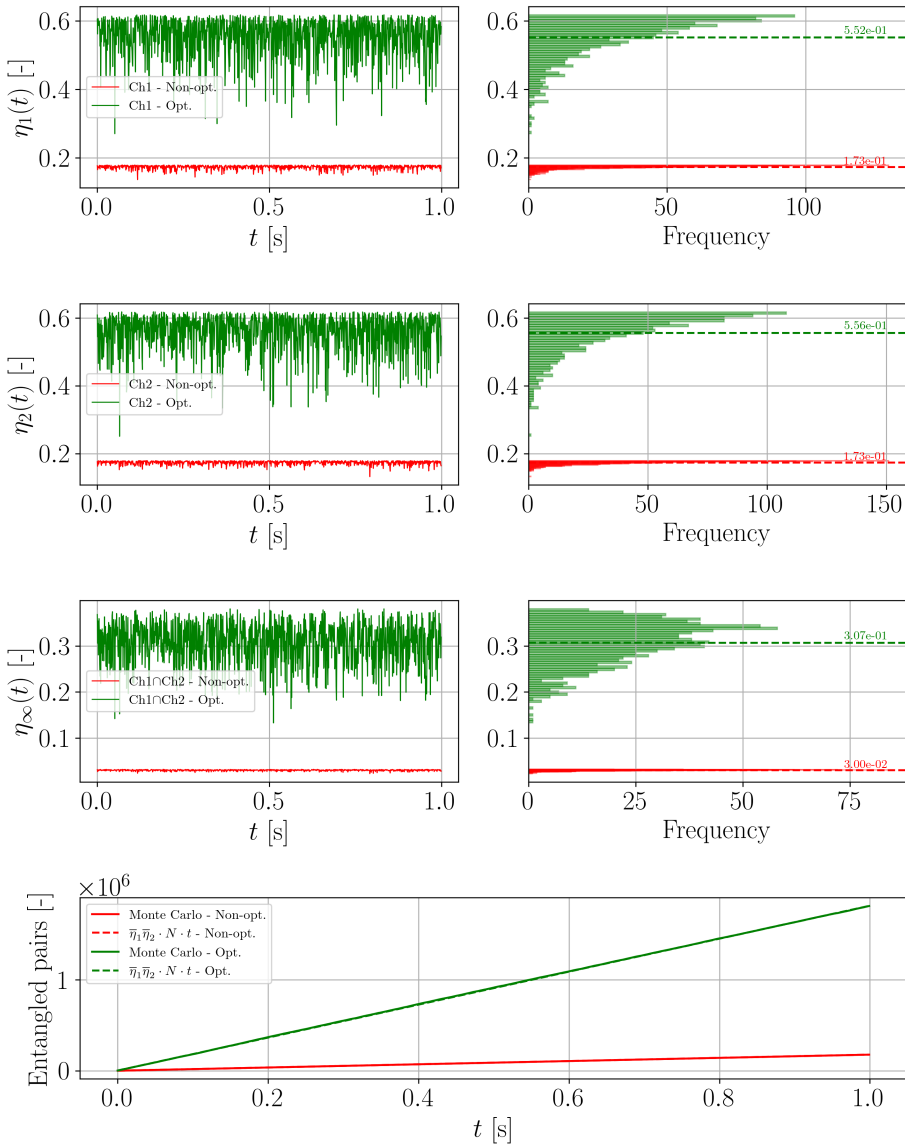 η₁(t) [-]
0.6
0.4
0.2
Ch1 - Non-opt.
Ch1 - Opt.
0.0 0.5 1.0
t [s]
5.52e-01
1.73e-01
0 50 100
Frequency
η₂(t) [-]
0.6
0.4
0.2
Ch2 - Non-opt.
Ch2 - Opt.
0.0 0.5 1.0
t [s]
5.56e-01
1.73e-01
0 50 100 150
Frequency
η∞(t) [-]
0.3
0.2
0.1
Ch1∩Ch2 - Non-opt.
Ch1∩Ch2 - Opt.
0.0 0.5 1.0
t [s]
3.07e-01
3.00e-02
0 25 50 75
Frequency
×10⁶
Entangled pairs [-]
1
0
Monte Carlo - Non-opt.
η̅₁η̅₂ · N · t - Non-opt.
Monte Carlo - Opt.
η̅₁η̅₂ · N · t - Opt.
0.0 0.2 0.4 0.6 0.8 1.0
t [s]